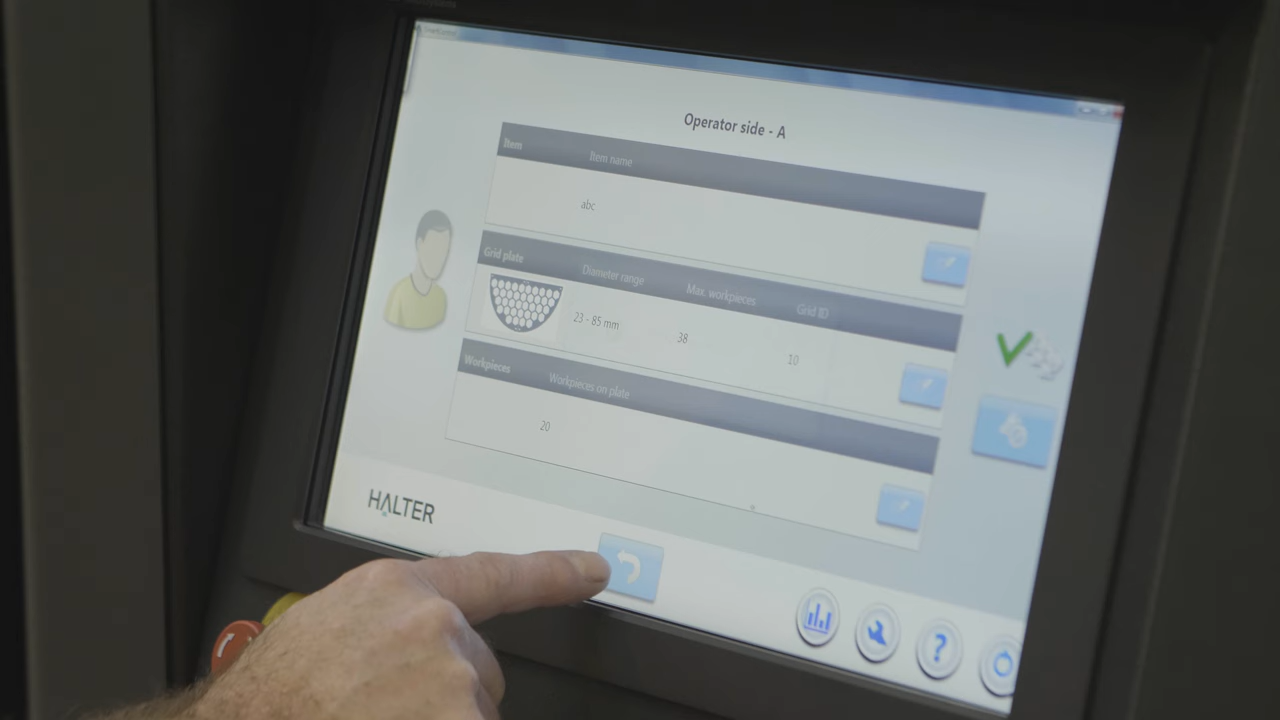 Operator side - A
Item Item name
abc
Grid plate Diameter range Max. workpieces Grid ID
23 - 85 mm 38 10
Workpieces Workpieces on plate
20
HALTER
?